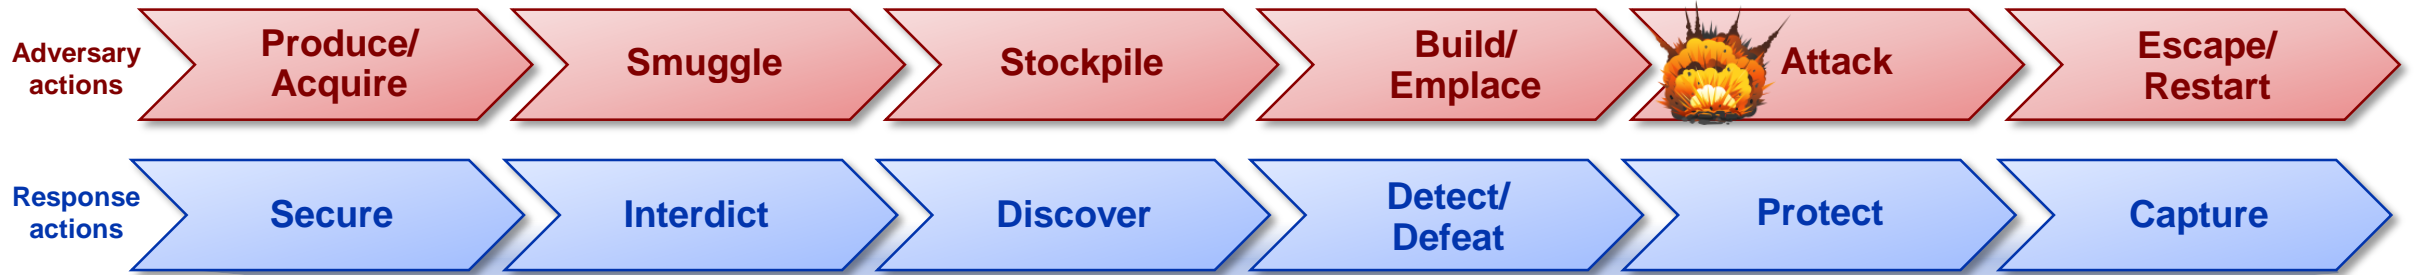 Adversary
actions
Produce/
Acquire
Smuggle
Stockpile
Build/
Emplace
Attack
Escape/
Restart
Response
actions
Secure
Interdict
Discover
Detect/
Defeat
Protect
Capture